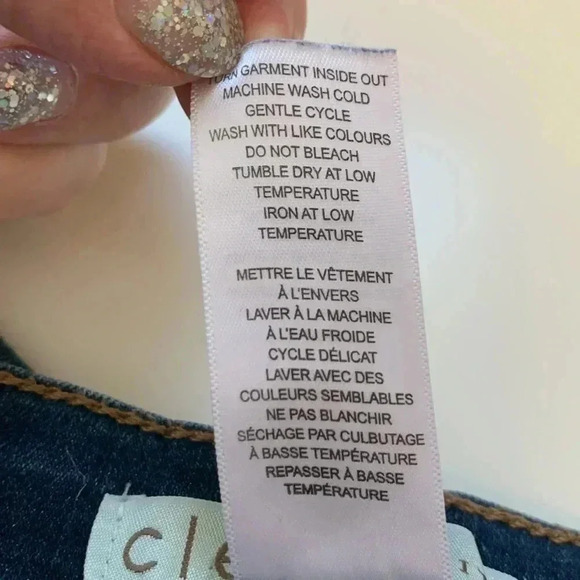 TURN GARMENT INSIDE OUT
MACHINE WASH COLD
GENTLE CYCLE
WASH WITH LIKE COLOURS
DO NOT BLEACH
TUMBLE DRY AT LOW
TEMPERATURE
IRON AT LOW
TEMPERATURE
METTRE LE VÊTEMENT
À L'ENVERS
LAVER À LA MACHINE
À L'EAU FROIDE
CYCLE DÉLICAT
LAVER AVEC DES
COULEURS SEMBLABLES
NE PAS BLANCHIR
SÉCHAGE PAR CULBUTAGE
À BASSE TEMPÉRATURE
REPASSER À BASSE
TEMPÉRATURE